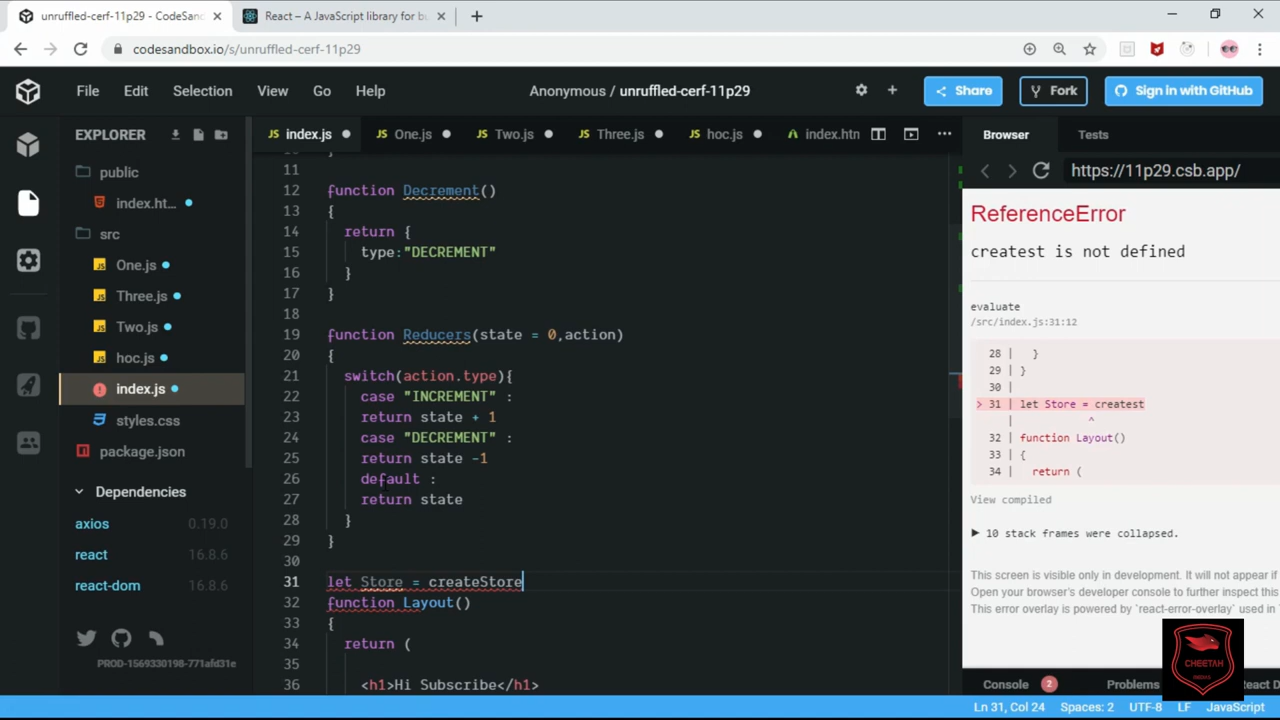 unruffled-cerf-11p29 - CodeSand
React – A JavaScript library for bu
codesandbox.io/s/unruffled-cerf-11p29
File Edit Selection View Go Help
Anonymous / unruffled-cerf-11p29
Share
Fork
Sign in with GitHub
EXPLORER
public
index.ht...
src
One.js
Three.js
Two.js
hoc.js
index.js
styles.css
package.json
Dependencies
axios 0.19.0
react 16.8.6
react-dom 16.8.6
PROD-1569330198-771afd31e
JS index.js JS One.js JS Two.js JS Three.js JS hoc.js index.htn
11
12 function Decrement()
13 {
14 return {
15 type:"DECREMENT"
16 }
17 }
18
19 function Reducers(state = 0,action)
20 {
21 switch(action.type){
22 case "INCREMENT" :
23 return state + 1
24 case "DECREMENT" :
25 return state -1
26 default :
27 return state
28 }
29 }
30
31 let Store = createStore
32 function Layout()
33 {
34 return (
35
36 <h1>Hi Subscribe</h1>
Browser Tests
https://11p29.csb.app/
ReferenceError
createst is not defined
evaluate
/src/index.js:31:12
28 | }
29 | }
30 |
> 31 | let Store = createst
| ^
32 | function Layout()
33 | {
34 | return (
View compiled
▶ 10 stack frames were collapsed.
This screen is visible only in development. It will not appear if
Open your browser's developer console to further inspect this
This error overlay is powered by `react-error-overlay` used in
CHEETAH
Console 2 Problems React D
Ln 31, Col 24 Spaces: 2 UTF-8 LF JavaScript